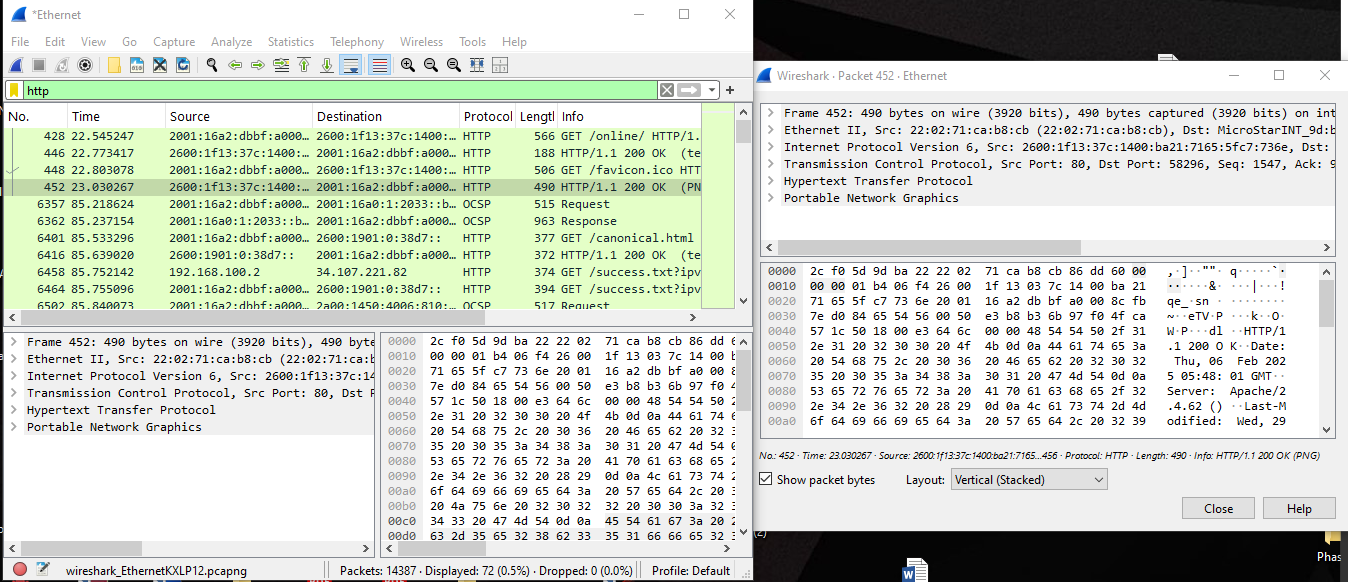 *Ethernet
File Edit View Go Capture Analyze Statistics Telephony Wireless Tools Help
http
No. Time Source Destination Protocol Lengtl Info
428 22.545247 2001:16a2:dbbf:a000… 2600:1f13:37c:1400:… HTTP 566 GET /online/ HTTP/1.
446 22.773417 2600:1f13:37c:1400:… 2001:16a2:dbbf:a000… HTTP 188 HTTP/1.1 200 OK (te
448 22.803078 2001:16a2:dbbf:a000… 2600:1f13:37c:1400:… HTTP 506 GET /favicon.ico HTT
452 23.030267 2600:1f13:37c:1400:… 2001:16a2:dbbf:a000… HTTP 490 HTTP/1.1 200 OK (PN
6357 85.218624 2001:16a2:dbbf:a000… 2001:16a0:1:2033::b… OCSP 515 Request
6362 85.237154 2001:16a0:1:2033::b… 2001:16a2:dbbf:a000… OCSP 963 Response
6401 85.533296 2001:16a2:dbbf:a000… 2600:1901:0:38d7:: HTTP 377 GET /canonical.html
6416 85.639020 2600:1901:0:38d7:: 2001:16a2:dbbf:a000… HTTP 372 HTTP/1.1 200 OK (te
6458 85.752142 192.168.100.2 34.107.221.82 HTTP 374 GET /success.txt?ipv
6464 85.755096 2001:16a2:dbbf:a000… 2600:1901:0:38d7:: HTTP 394 GET /success.txt?ipv
6502 85.840073 2001:16a2:dbbf:a000… 2a00:1450:4006:810:… OCSP 517 Request
Frame 452: 490 bytes on wire (3920 bits), 490 byte
Ethernet II, Src: 22:02:71:ca:b8:cb (22:02:71:ca:b
Internet Protocol Version 6, Src: 2600:1f13:37c:14
Transmission Control Protocol, Src Port: 80, Dst P
Hypertext Transfer Protocol
Portable Network Graphics
0000 2c f0 5d 9d ba 22 22 02 71 ca b8 cb 86 dd 6
0010 00 00 01 b4 06 f4 26 00 1f 13 03 7c 14 00 b
0020 71 65 5f c7 73 6e 20 01 16 a2 db bf a0 00 8
0030 7e d0 84 65 54 56 00 50 e3 b8 b3 6b 97 f0 4
0040 57 1c 50 18 00 e3 64 6c 00 00 48 54 54 50 2
0050 2e 31 20 32 30 30 20 4f 4b 0d 0a 44 61 74 6
0060 20 54 68 75 2c 20 30 36 20 46 65 62 20 32 3
0070 35 20 30 35 3a 34 38 3a 30 31 20 47 4d 54 0
0080 53 65 72 76 65 72 3a 20 41 70 61 63 68 65 2
0090 2e 34 2e 36 32 20 28 29 0d 0a 4c 61 73 74 2
00a0 6f 64 69 66 69 65 64 3a 20 57 65 64 2c 20 3
00b0 20 4a 75 6e 20 32 30 32 32 20 30 30 3a 32 3
00c0 34 33 20 47 4d 54 0d 0a 45 54 61 67 3a 20 2
00d0 63 2d 35 65 32 38 62 33 35 31 66 66 65 32 3
wireshark_EthernetKXLP12.pcapng
Packets: 14387 · Displayed: 72 (0.5%) · Dropped: 0 (0.0%)
Profile: Default
Wireshark · Packet 452 · Ethernet
Frame 452: 490 bytes on wire (3920 bits), 490 bytes captured (3920 bits) on int
Ethernet II, Src: 22:02:71:ca:b8:cb (22:02:71:ca:b8:cb), Dst: MicroStarINT_9d:b
Internet Protocol Version 6, Src: 2600:1f13:37c:1400:ba21:7165:5fc7:736e, Dst:
Transmission Control Protocol, Src Port: 80, Dst Port: 58296, Seq: 1547, Ack: 9
Hypertext Transfer Protocol
Portable Network Graphics
0000 2c f0 5d 9d ba 22 22 02 71 ca b8 cb 86 dd 60 00 ,·]··""· q·····`·
0010 00 00 01 b4 06 f4 26 00 1f 13 03 7c 14 00 ba 21 ······&· ···|···!
0020 71 65 5f c7 73 6e 20 01 16 a2 db bf a0 00 8c fb qe_·sn · ········
0030 7e d0 84 65 54 56 00 50 e3 b8 b3 6b 97 f0 4f ca ~··eTV·P ···k··O·
0040 57 1c 50 18 00 e3 64 6c 00 00 48 54 54 50 2f 31 W·P···dl ··HTTP/1
0050 2e 31 20 32 30 30 20 4f 4b 0d 0a 44 61 74 65 3a .1 200 O K··Date:
0060 20 54 68 75 2c 20 30 36 20 46 65 62 20 32 30 32 Thu, 06 Feb 202
0070 35 20 30 35 3a 34 38 3a 30 31 20 47 4d 54 0d 0a 5 05:48: 01 GMT··
0080 53 65 72 76 65 72 3a 20 41 70 61 63 68 65 2f 32 Server: Apache/2
0090 2e 34 2e 36 32 20 28 29 0d 0a 4c 61 73 74 2d 4d .4.62 () ··Last-M
00a0 6f 64 69 66 69 65 64 3a 20 57 65 64 2c 20 32 39 odified: Wed, 29
No.: 452 · Time: 23.030267 · Source: 2600:1f13:37c:1400:ba21:7165…456 · Protocol: HTTP · Length: 490 · Info: HTTP/1.1 200 OK (PNG)
Show packet bytes Layout: Vertical (Stacked)
Close Help
(2)
Phas